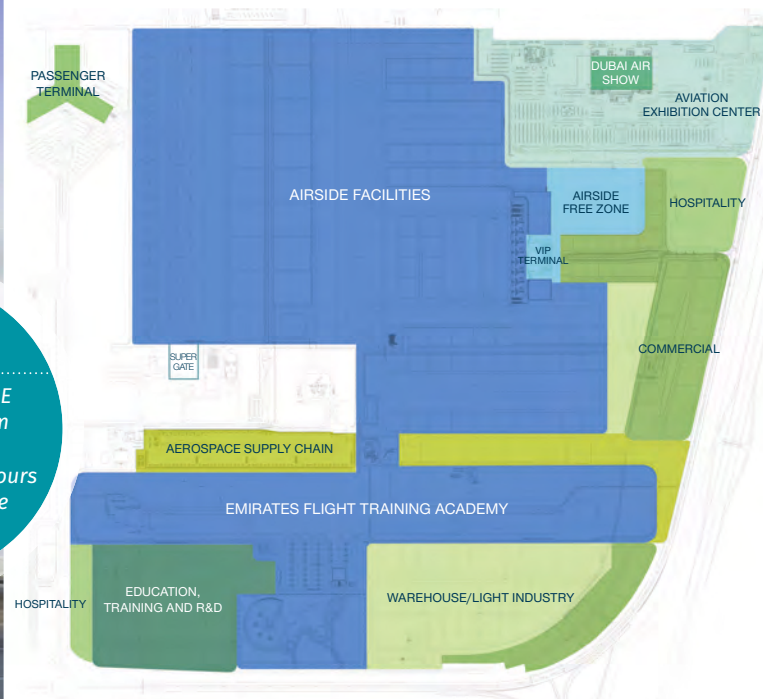 PASSENGER
TERMINAL
DUBAI AIR
SHOW
AVIATION
EXHIBITION CENTER
AIRSIDE FACILITIES
AIRSIDE
FREE ZONE
HOSPITALITY
VIP
TERMINAL
COMMERCIAL
SUPER
GATE
E
ours
e
AEROSPACE SUPPLY CHAIN
EMIRATES FLIGHT TRAINING ACADEMY
EDUCATION,
TRAINING AND R&D
HOSPITALITY
WAREHOUSE/LIGHT INDUSTRY